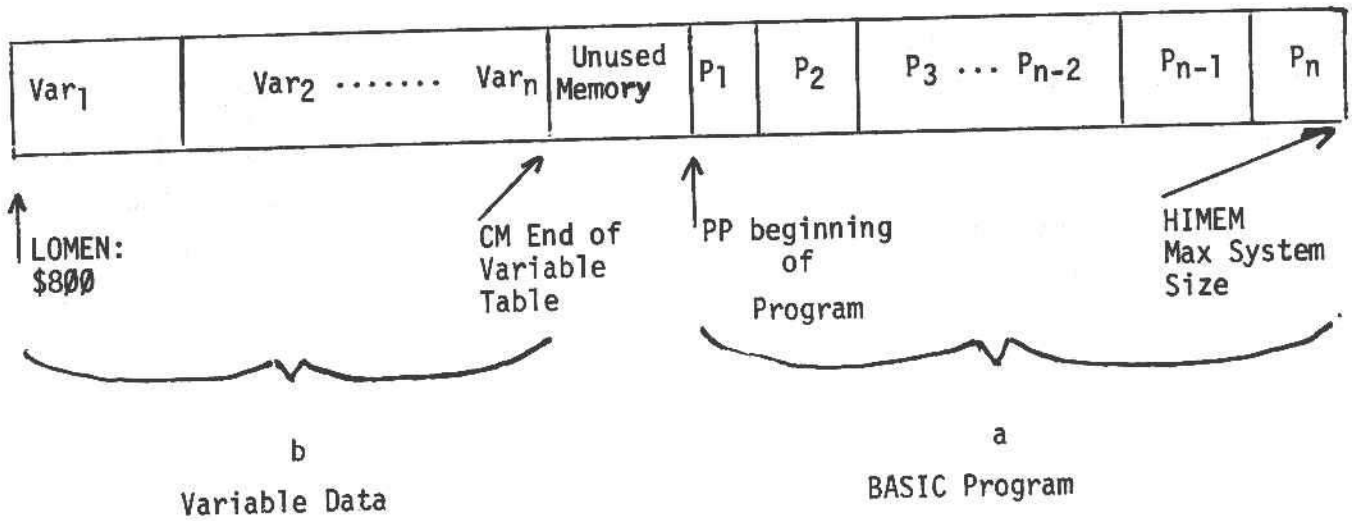 Var1
Var2 ....... Varn
Unused
Memory
P1
P2
P3 ... Pn-2
Pn-1
Pn
LOMEN:
$8ØØ
CM End of
Variable
Table
PP beginning
of
Program
HIMEM
Max System
Size
b
Variable Data
a
BASIC Program